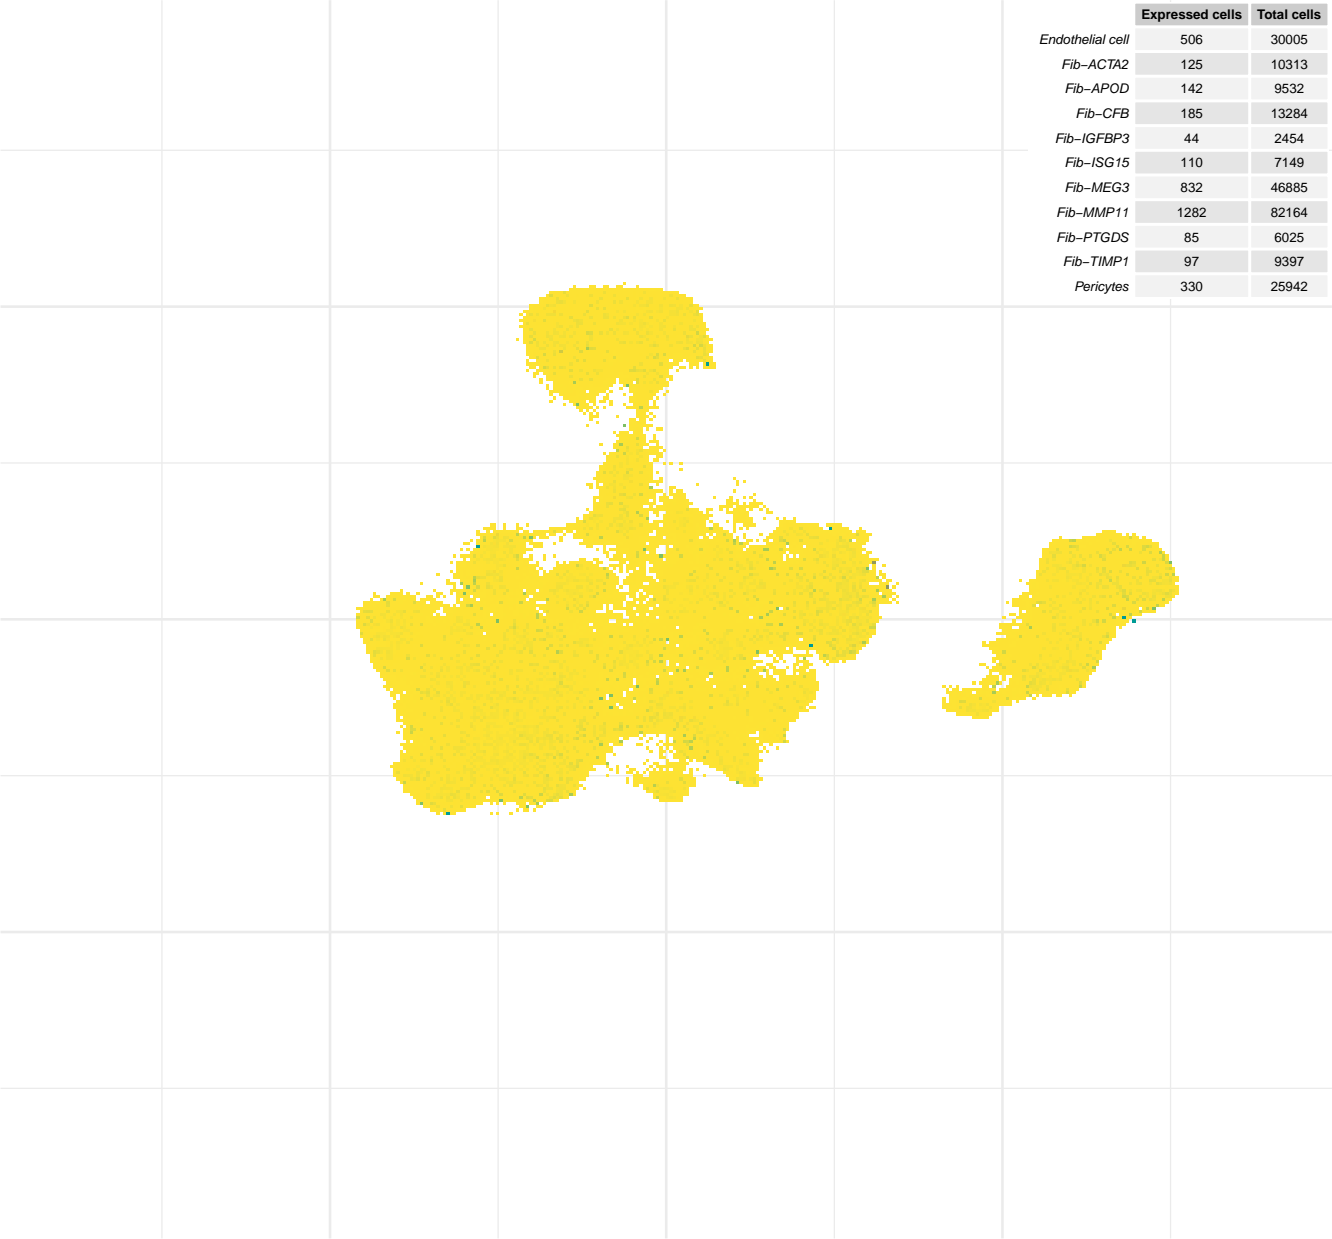 Expressed cells Total cells
Endothelial cell 506 30005
Fib−ACTA2 125 10313
Fib−APOD 142 9532
Fib−CFB 185 13284
Fib−IGFBP3 44 2454
Fib−ISG15 110 7149
Fib−MEG3 832 46885
Fib−MMP11 1282 82164
Fib−PTGDS 85 6025
Fib−TIMP1 97 9397
Pericytes 330 25942